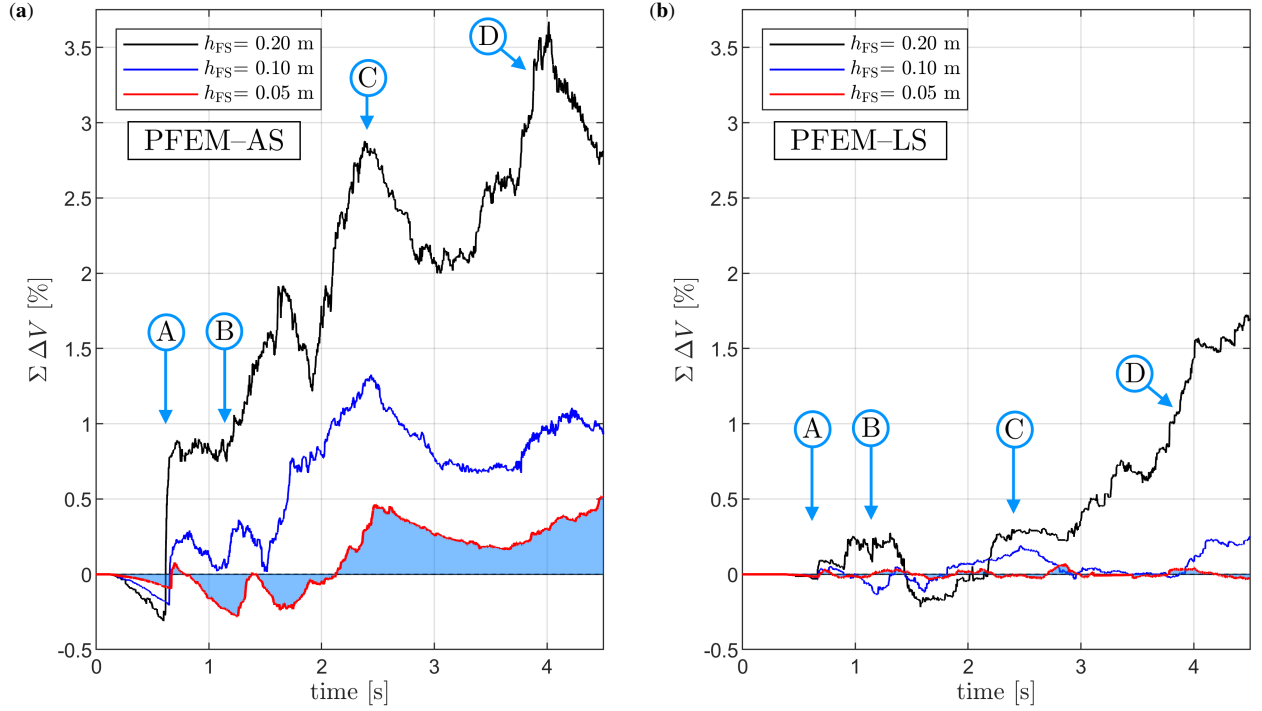 (a)
h_FS= 0.20 m
h_FS= 0.10 m
h_FS= 0.05 m
PFEM–AS
A
B
C
D
3.5
3
2.5
2
1.5
1
0.5
0
-0.5
Σ ΔV [%]
0 1 2 3 4
time [s]
(b)
h_FS= 0.20 m
h_FS= 0.10 m
h_FS= 0.05 m
PFEM–LS
A
B
C
D
3.5
3
2.5
2
1.5
1
0.5
0
-0.5
Σ ΔV [%]
0 1 2 3 4
time [s]